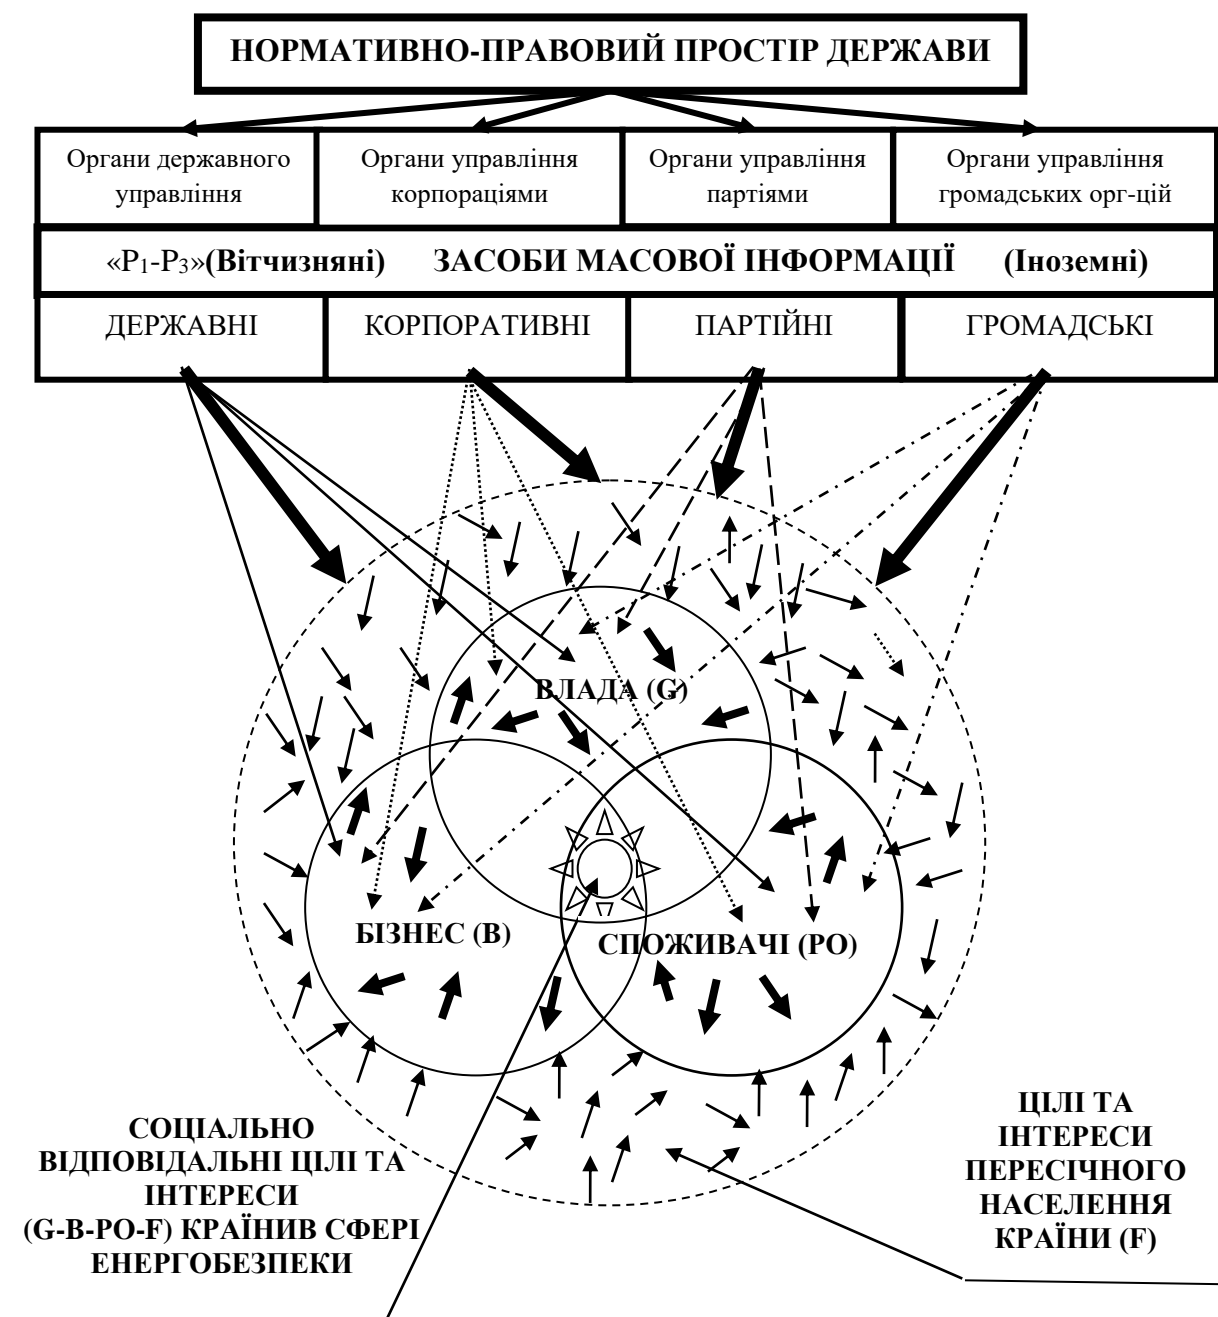 НОРМАТИВНО-ПРАВОВИЙ ПРОСТІР ДЕРЖАВИ
Органи державного
управління
Органи управління
корпораціями
Органи управління
партіями
Органи управління
громадських орг-цій
«P₁-P₃»(Вітчизняні) ЗАСОБИ МАСОВОЇ ІНФОРМАЦІЇ (Іноземні)
ДЕРЖАВНІ
КОРПОРАТИВНІ
ПАРТІЙНІ
ГРОМАДСЬКІ
ВЛАДА (G)
БІЗНЕС (B)
СПОЖИВАЧІ (PO)
СОЦІАЛЬНО
ВІДПОВІДАЛЬНІ ЦІЛІ ТА
ІНТЕРЕСИ
(G-B-PO-F) КРАЇНИВ СФЕРІ
ЕНЕРГОБЕЗПЕКИ
ЦІЛІ ТА
ІНТЕРЕСИ
ПЕРЕСІЧНОГО
НАСЕЛЕННЯ
КРАЇНИ (F)